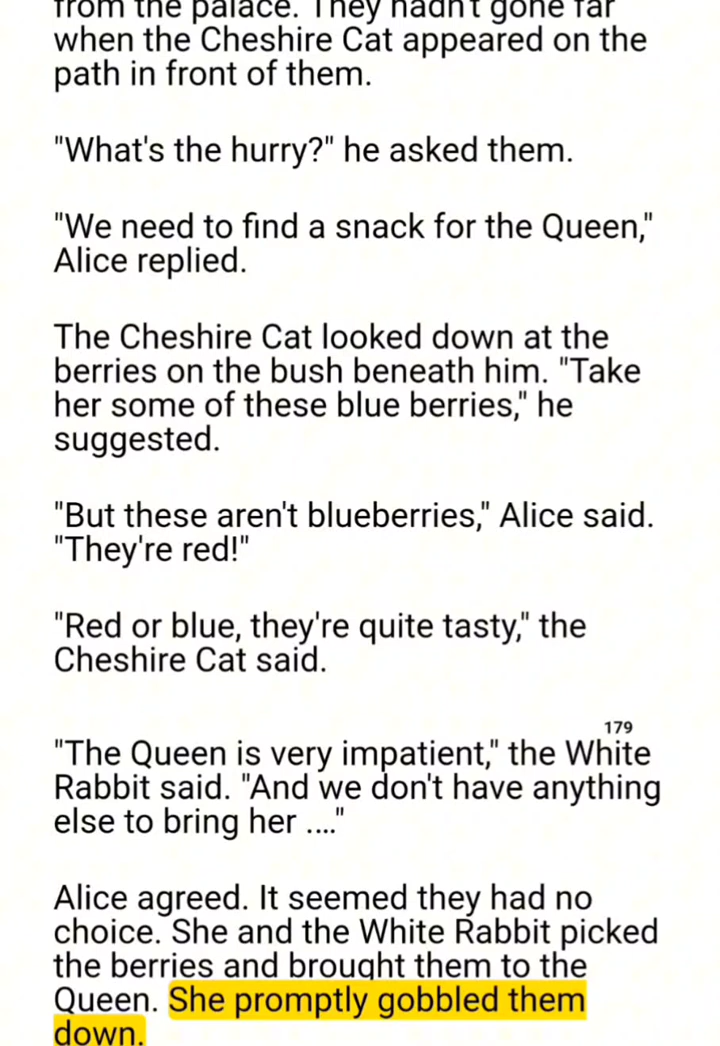 from the palace. They hadn't gone far
when the Cheshire Cat appeared on the
path in front of them.
"What's the hurry?" he asked them.
"We need to find a snack for the Queen,"
Alice replied.
The Cheshire Cat looked down at the
berries on the bush beneath him. "Take
her some of these blue berries," he
suggested.
"But these aren't blueberries," Alice said.
"They're red!"
"Red or blue, they're quite tasty," the
Cheshire Cat said.
179
"The Queen is very impatient," the White
Rabbit said. "And we don't have anything
else to bring her ...."
Alice agreed. It seemed they had no
choice. She and the White Rabbit picked
the berries and brought them to the
Queen. She promptly gobbled them
down.